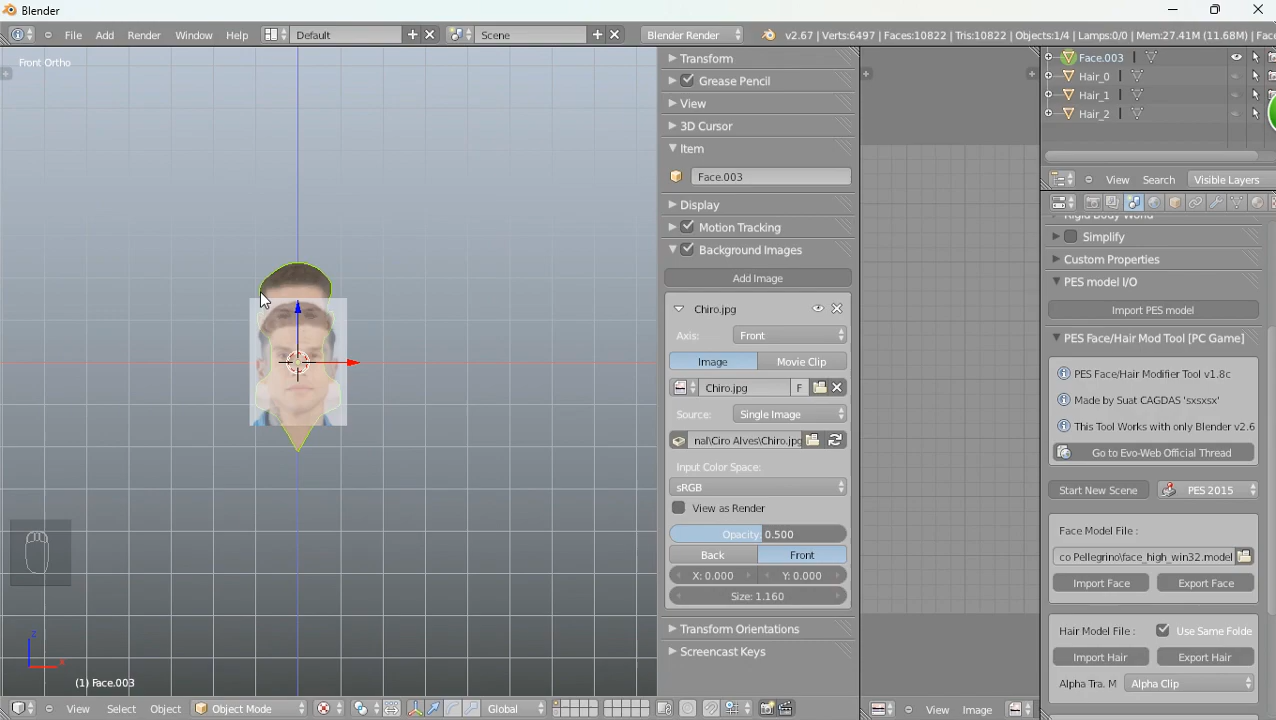 Blender
File Add Render Window Help Default Scene Blender Render v2.67 | Verts:6497 | Faces:10822 | Tris:10822 | Objects:1/4 | Lamps:0/0 | Mem:27.41M (11.68M) | Face
Front Ortho
Transform
Grease Pencil
View
3D Cursor
Item
Face.003
Display
Motion Tracking
Background Images
Add Image
Chiro.jpg
Axis: Front
Image Movie Clip
Chiro.jpg F
Source: Single Image
nal\Ciro Alves\Chiro.jpg
Input Color Space:
sRGB
View as Render
Opacity: 0.500
Back Front
X: 0.000 Y: 0.000
Size: 1.160
Transform Orientations
Screencast Keys
Face.003
Hair_0
Hair_1
Hair_2
View Search Visible Layers
Rigid Body World
Simplify
Custom Properties
PES model I/O
Import PES model
PES Face/Hair Mod Tool [PC Game]
PES Face/Hair Modifier Tool v1.8c
Made by Suat CAGDAS 'sxsxsx'
This Tool Works with only Blender v2.6
Go to Evo-Web Official Thread
Start New Scene PES 2015
Face Model File :
co Pellegrino\face_high_win32.model
Import Face Export Face
Hair Model File : Use Same Folde
Import Hair Export Hair
Alpha Tra. M Alpha Clip
z
x
(1) Face.003
View Select Object Object Mode Global View Image